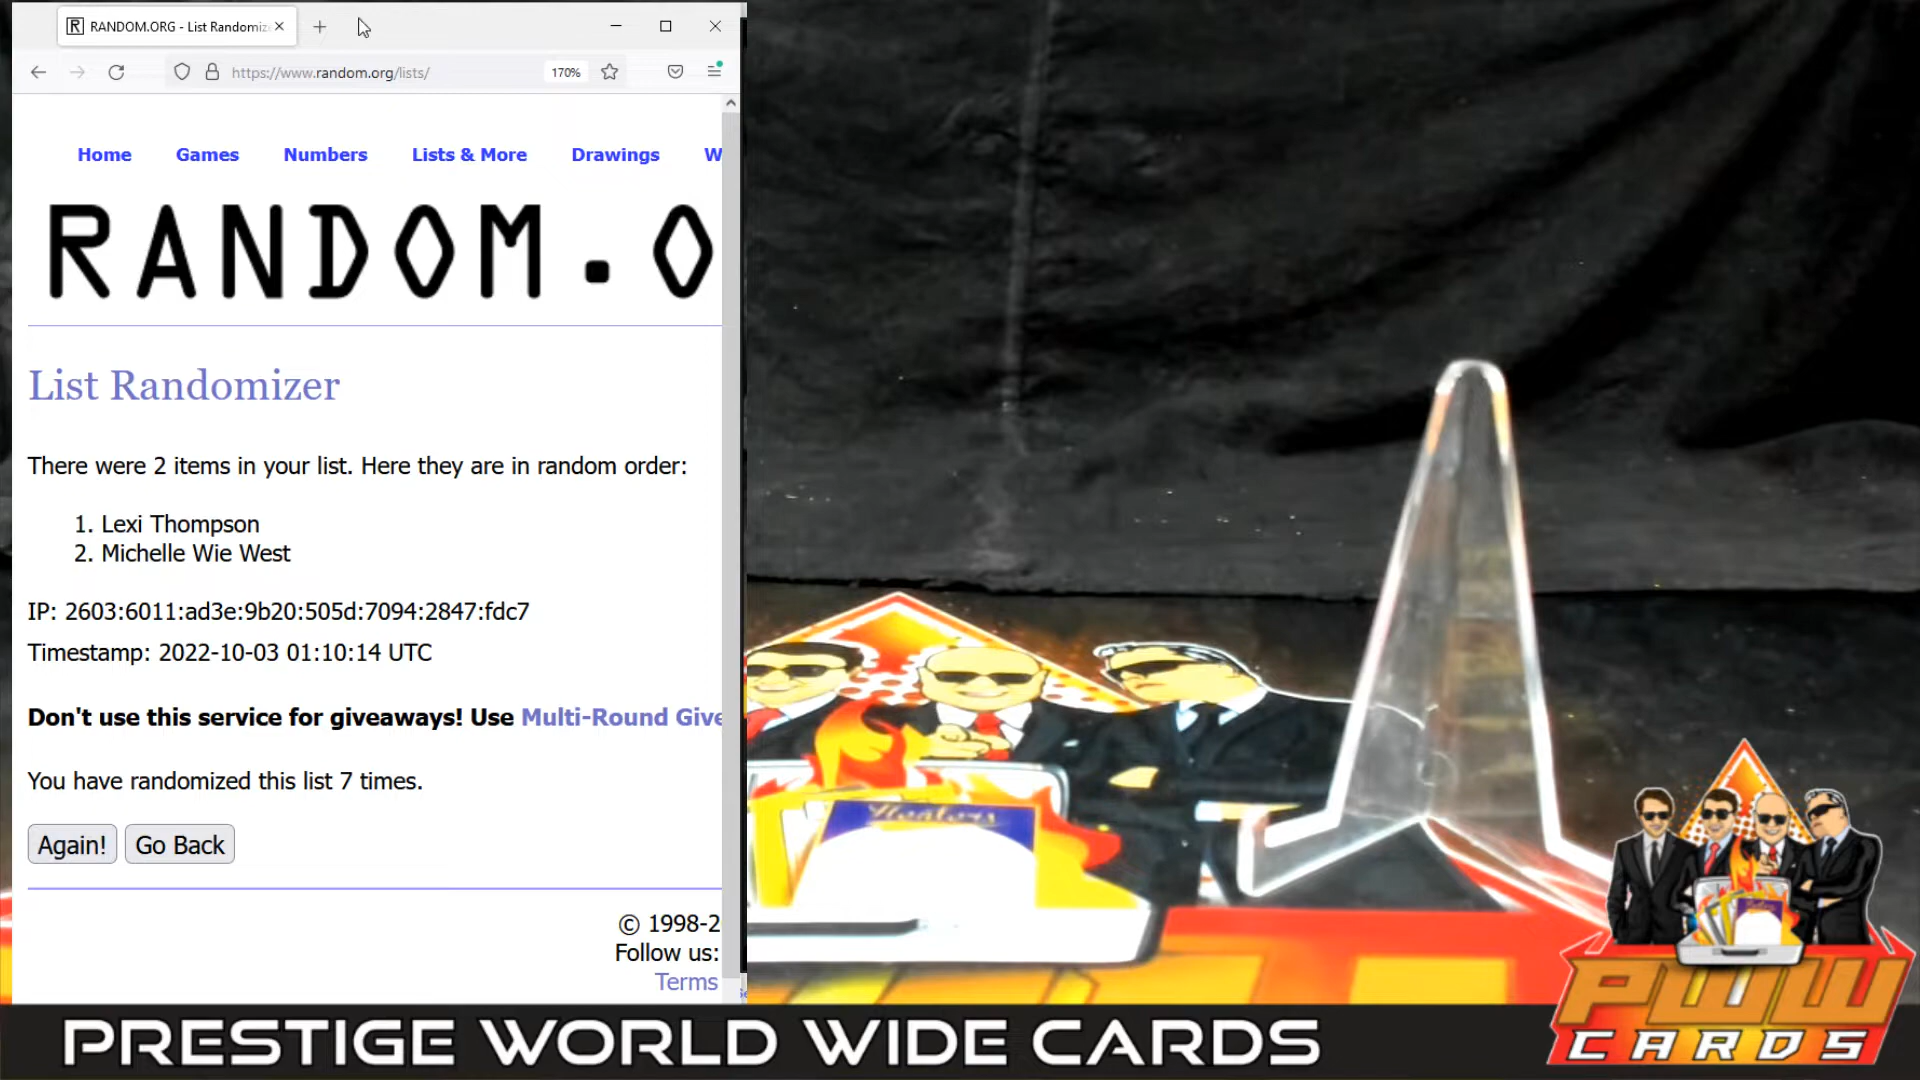 RANDOM.ORG - List Randomiz
https://www.random.org/lists/
170%
Home Games Numbers Lists & More Drawings W
RANDOM.O
List Randomizer
There were 2 items in your list. Here they are in random order:
1. Lexi Thompson
2. Michelle Wie West
IP: 2603:6011:ad3e:9b20:505d:7094:2847:fdc7
Timestamp: 2022-10-03 01:10:14 UTC
Don't use this service for giveaways! Use Multi-Round Give
You have randomized this list 7 times.
Again! Go Back
© 1998-2
Follow us:
Terms
PRESTIGE WORLD WIDE CARDS
PWW
CARDS